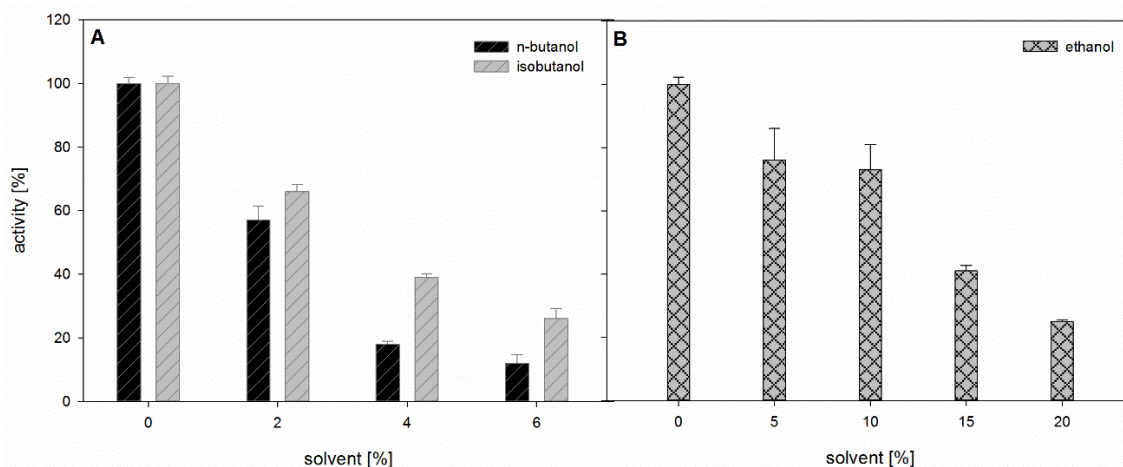 A
B
n-butanol
isobutanol
ethanol
activity [%]
120
100
80
60
40
20
0
0 2 4 6
0 5 10 15 20
solvent [%]
solvent [%]